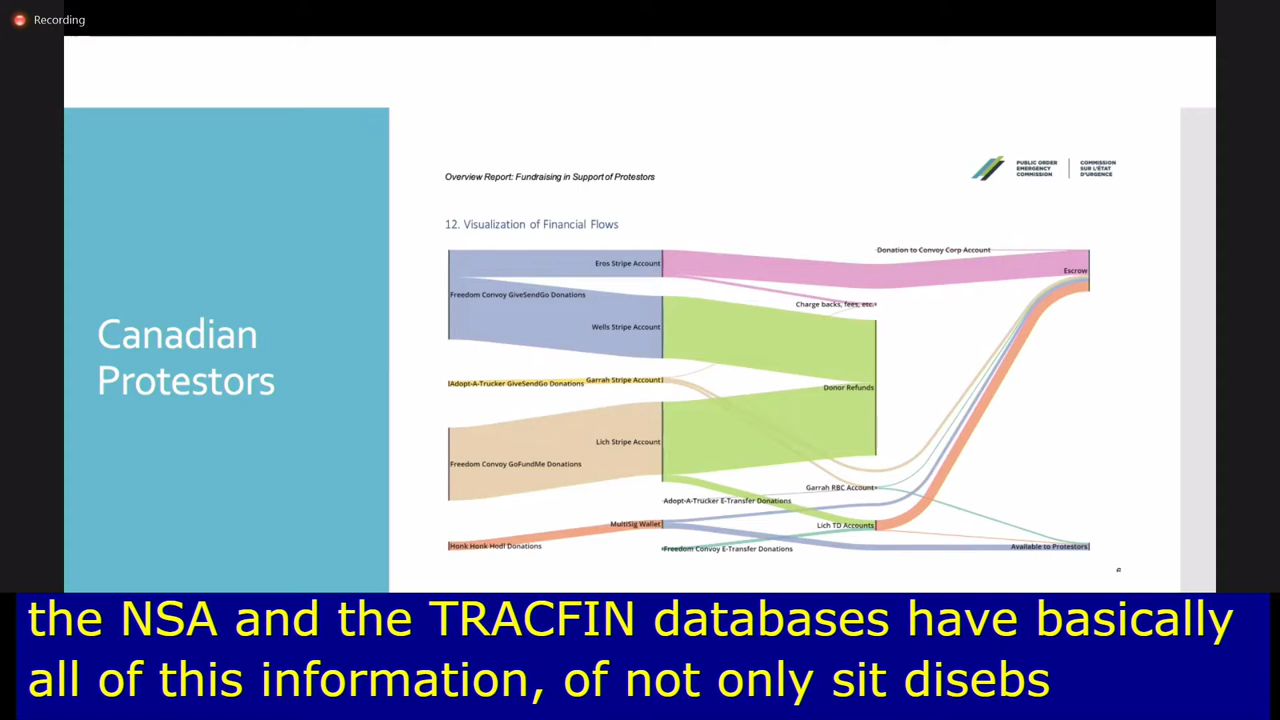 Recording
Canadian
Protestors
Overview Report: Fundraising in Support of Protestors
PUBLIC ORDER
EMERGENCY
COMMISSION
COMMISSION
SUR L'ÉTAT
D'URGENCE
12. Visualization of Financial Flows
Donation to Convoy Corp Account
Eros Stripe Account
Escrow
Freedom Convoy GiveSendGo Donations
Charge backs, fees, etc.
Wells Stripe Account
Garrah Stripe Account
Adopt-A-Trucker GiveSendGo Donations
Donor Refunds
Lich Stripe Account
Freedom Convoy GoFundMe Donations
Garrah RBC Account
Adopt-A-Trucker E-Transfer Donations
MultiSig Wallet
Lich TD Accounts
Honk Honk Hodl Donations
Freedom Convoy E-Transfer Donations
Available to Protestors
the NSA and the TRACFIN databases have basically
all of this information, of not only sit disebs